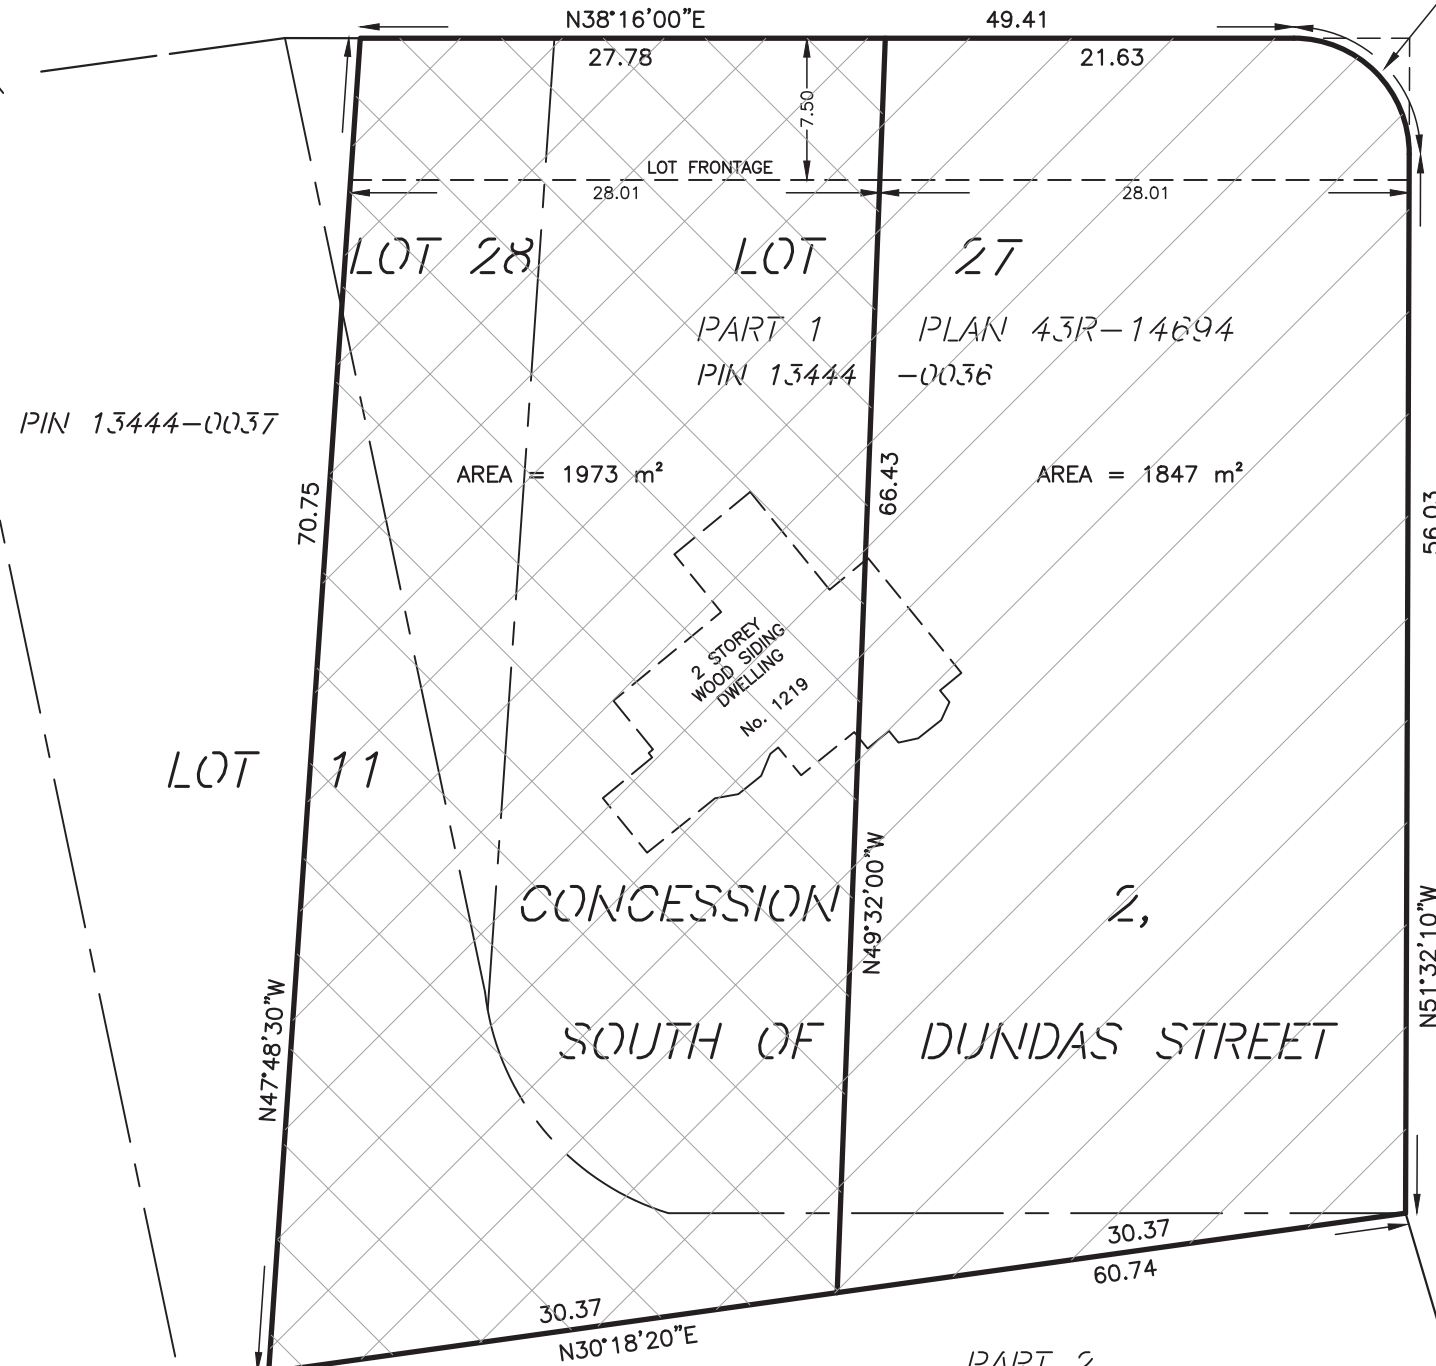 N38°16'00"E
49.41
27.78
21.63
7.50
LOT FRONTAGE
28.01
28.01
LOT 28
LOT 27
PART 1 PLAN 43R-14694
PIN 13444 -0036
PIN 13444-0037
AREA = 1973 m²
AREA = 1847 m²
70.75
66.43
56.03
2 STOREY
WOOD SIDING
DWELLING
No. 1219
LOT 11
CONCESSION 2,
N49°32'00"W
N51°32'10"W
N47°48'30"W
SOUTH OF DUNDAS STREET
30.37
60.74
30.37
N30°18'20"E
PART 2